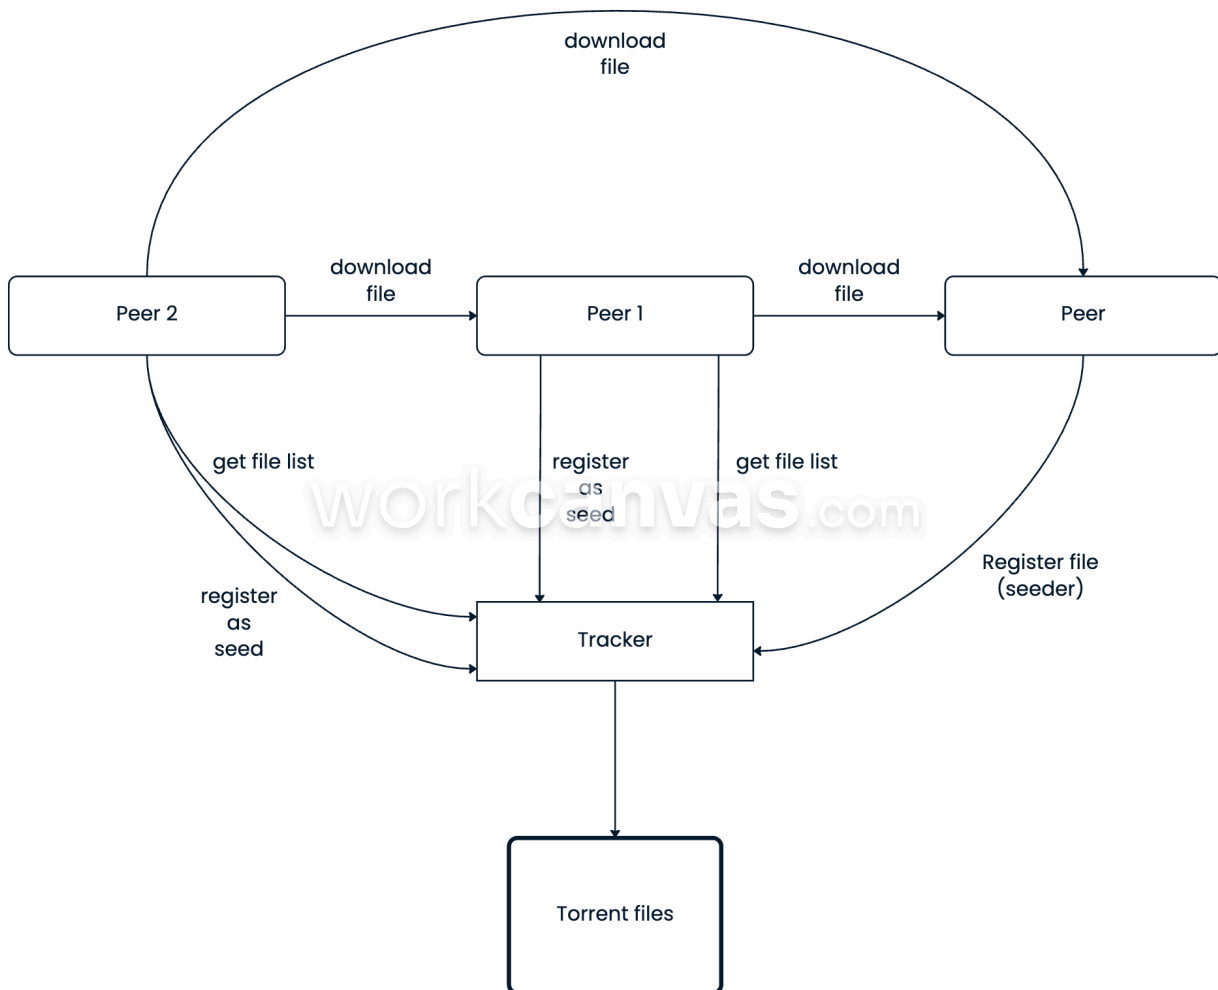 download
file
download
file
download
file
Peer 2
Peer 1
Peer
get file list
register
as
seed
get file list
workcanvas.com
Register file
(seeder)
register
as
seed
Tracker
Torrent files